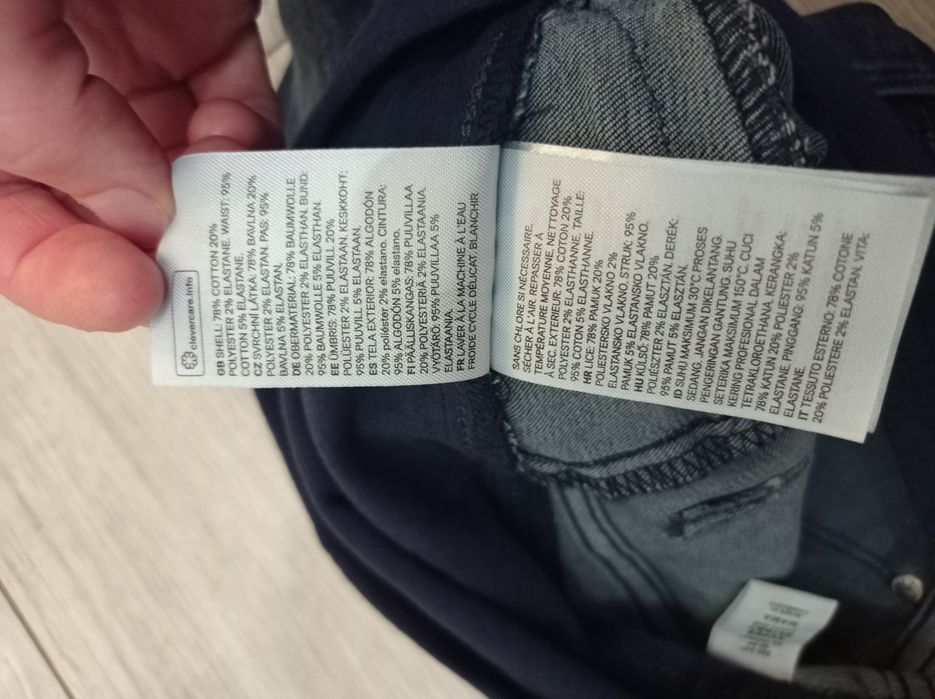 clevercare.info
GB SHELL: 78% COTTON 20%
POLYESTER 2% ELASTANE. WAIST: 95%
COTTON 5% ELASTANE.
CZ SVRCHNÍ LÁTKA: 78% BAVLNA 20%
POLYESTER 2% ELASTAN. PAS: 95%
BAVLNA 5% ELASTAN.
DE OBERMATERIAL: 78% BAUMWOLLE
20% POLYESTER 2% ELASTHAN. BUND:
95% BAUMWOLLE 5% ELASTHAN.
EE ÜMBRIS: 78% PUUVILL 20%
POLÜESTER 2% ELASTAAN. KESKKOHT:
95% PUUVILL 5% ELASTAAN.
ES TELA EXTERIOR: 78% ALGODÓN
20% poliéster 2% elastano. CINTURA:
95% ALGODÓN 5% elastano.
FI PÄÄLLISKANGAS: 78% PUUVILLAA
20% POLYESTERIÄ 2% ELASTAANIA.
VYÖTÄRÖ: 95% PUUVILLAA 5%
ELASTAANIA.
FR LAVER À LA MACHINE À L'EAU
FROIDE CYCLE DÉLICAT. BLANCHIR
SANS CHLORE SI NÉCESSAIRE.
SÉCHER À L'AIR. REPASSER À
TEMPÉRATURE MOYENNE. NETTOYAGE
À SEC. EXTÉRIEUR: 78% COTON 20%
POLYESTER 2% ÉLASTHANNE. TAILLE:
95% COTON 5% ÉLASTHANNE.
HR LICE: 78% PAMUK 20%
POLIESTERSKO VLAKNO 2%
ELASTANSKO VLAKNO. STRUK: 95%
PAMUK 5% ELASTANSKO VLAKNO.
HU KÜLSŐ: 78% PAMUT 20%
POLIÉSZTER 2% ELASZTÁN. DERÉK:
95% PAMUT 5% ELASZTÁN.
ID SUHU MAKSIMUM 30°C PROSES
SEDANG. JANGAN DIKELANTANG.
PENGERINGAN GANTUNG. SUHU
SETERIKA MAKSIMUM 150°C. CUCI
KERING PROFESIONAL DALAM
TETRAKLOROETHANA. KERANGKA:
78% KATUN 20% POLIESTER 2%
ELASTANE. PINGGANG: 95% KATUN 5%
ELASTANE.
IT TESSUTO ESTERNO: 78% COTONE
20% POLIESTERE 2% ELASTAN. VITA:
MAMA